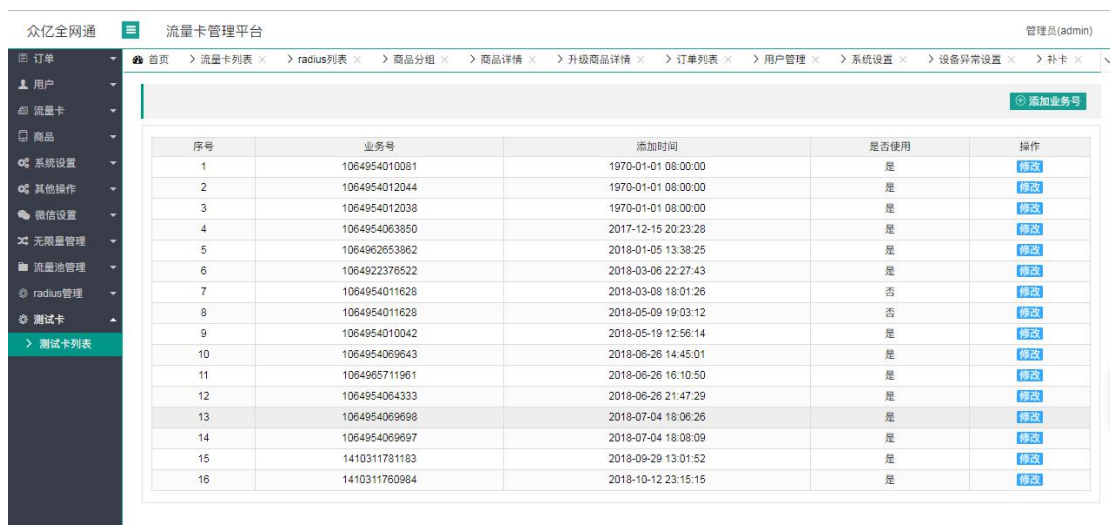 众亿全网通 流量卡管理平台 管理员(admin)
首页 流量卡列表 radius列表 商品分组 商品详情 升级商品详情 订单列表 用户管理 系统设置 设备异常设置 补卡
订单
用户
流量卡
商品
系统设置
其他操作
微信设置
无限量管理
流量池管理
radius管理
测试卡
测试卡列表
添加业务号
序号 业务号 添加时间 是否使用 操作
1 1064954010081 1970-01-01 08:00:00 是 修改
2 1064954012044 1970-01-01 08:00:00 是 修改
3 1064954012038 1970-01-01 08:00:00 是 修改
4 1064954063850 2017-12-15 20:23:28 是 修改
5 1064962653862 2018-01-05 13:38:25 是 修改
6 1064922376522 2018-03-06 22:27:43 是 修改
7 1064954011628 2018-03-08 18:01:26 否 修改
8 1064954011628 2018-05-09 19:03:12 否 修改
9 1064954010042 2018-05-19 12:56:14 是 修改
10 1064954069643 2018-06-26 14:45:01 是 修改
11 1064965711961 2018-06-26 16:10:50 是 修改
12 1064954064333 2018-06-26 21:47:29 是 修改
13 1064954069698 2018-07-04 18:06:26 是 修改
14 1064954069697 2018-07-04 18:08:09 是 修改
15 1410311781183 2018-09-29 13:01:52 是 修改
16 1410311760984 2018-10-12 23:15:15 是 修改